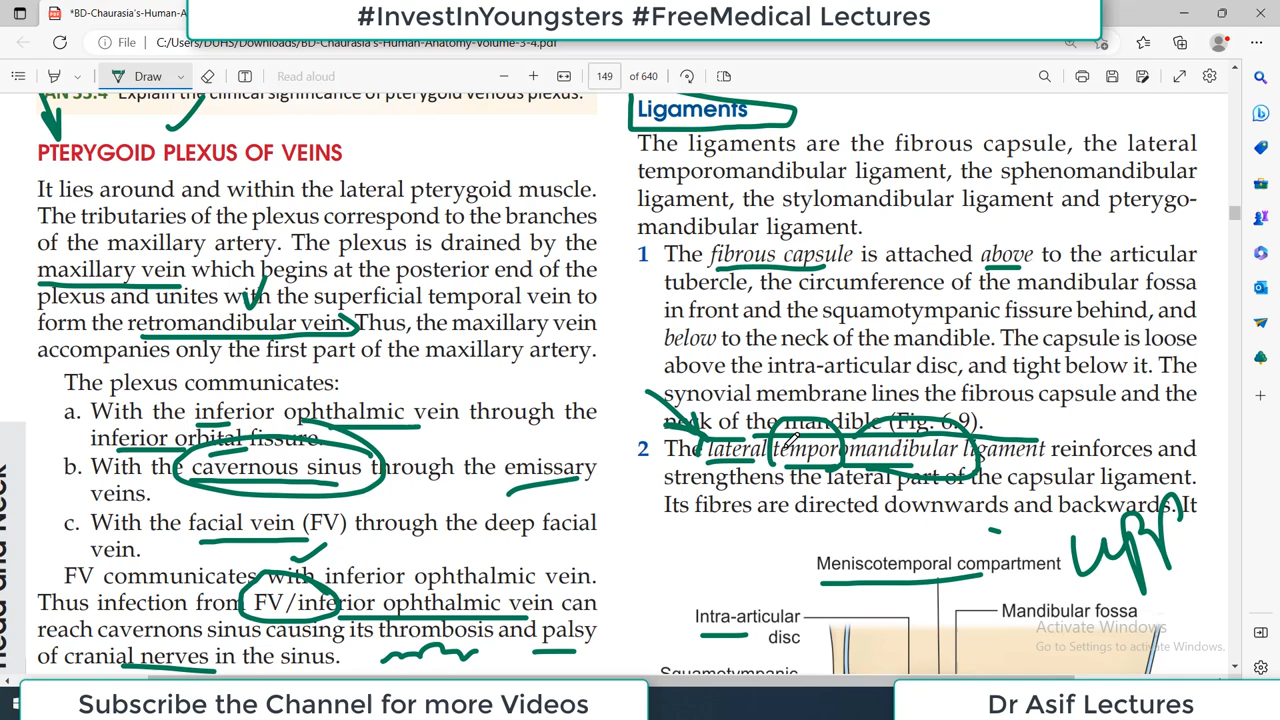 #InvestInYoungsters #FreeMedical Lectures
*BD-Chaurasia's-Human-A
File
C:/Users/DUHS/Downloads/BD-Chaurasia's-Human-Anatomy-Volume-3-4.pdf
Draw
Read aloud
149 of 640
AN 33.4 Explain the clinical significance of pterygoid venous plexus.
PTERYGOID PLEXUS OF VEINS
It lies around and within the lateral pterygoid muscle.
The tributaries of the plexus correspond to the branches
of the maxillary artery. The plexus is drained by the
maxillary vein which begins at the posterior end of the
plexus and unites with the superficial temporal vein to
form the retromandibular vein. Thus, the maxillary vein
accompanies only the first part of the maxillary artery.
The plexus communicates:
a. With the inferior ophthalmic vein through the
inferior orbital fissure.
b. With the cavernous sinus through the emissary
veins.
c. With the facial vein (FV) through the deep facial
vein.
FV communicates with inferior ophthalmic vein.
Thus infection from FV/inferior ophthalmic vein can
reach cavernons sinus causing its thrombosis and palsy
of cranial nerves in the sinus.
Head and Neck
Ligaments
The ligaments are the fibrous capsule, the lateral
temporomandibular ligament, the sphenomandibular
ligament, the stylomandibular ligament and pterygo-
mandibular ligament.
1 The fibrous capsule is attached above to the articular
tubercle, the circumference of the mandibular fossa
in front and the squamotympanic fissure behind, and
below to the neck of the mandible. The capsule is loose
above the intra-articular disc, and tight below it. The
synovial membrane lines the fibrous capsule and the
neck of the mandible (Fig. 6.9).
2 The lateral temporomandibular ligament reinforces and
strengthens the lateral part of the capsular ligament.
Its fibres are directed downwards and backwards. It
Meniscotemporal compartment
Intra-articular
disc
Mandibular fossa
Squamotympanic
Activate Windows
Go to Settings to activate Windows.
Subscribe the Channel for more Videos
Dr Asif Lectures